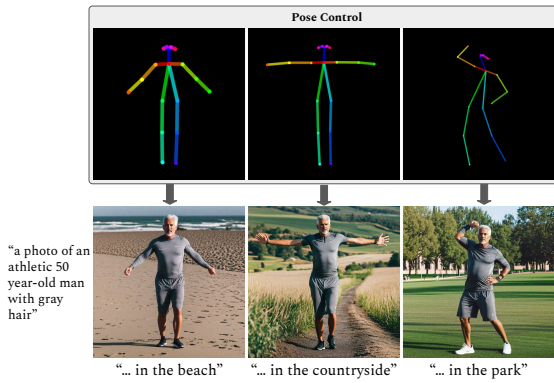 Pose Control
“a photo of an
athletic 50
year-old man
with gray
hair”
“... in the beach”
“... in the countryside”
“... in the park”